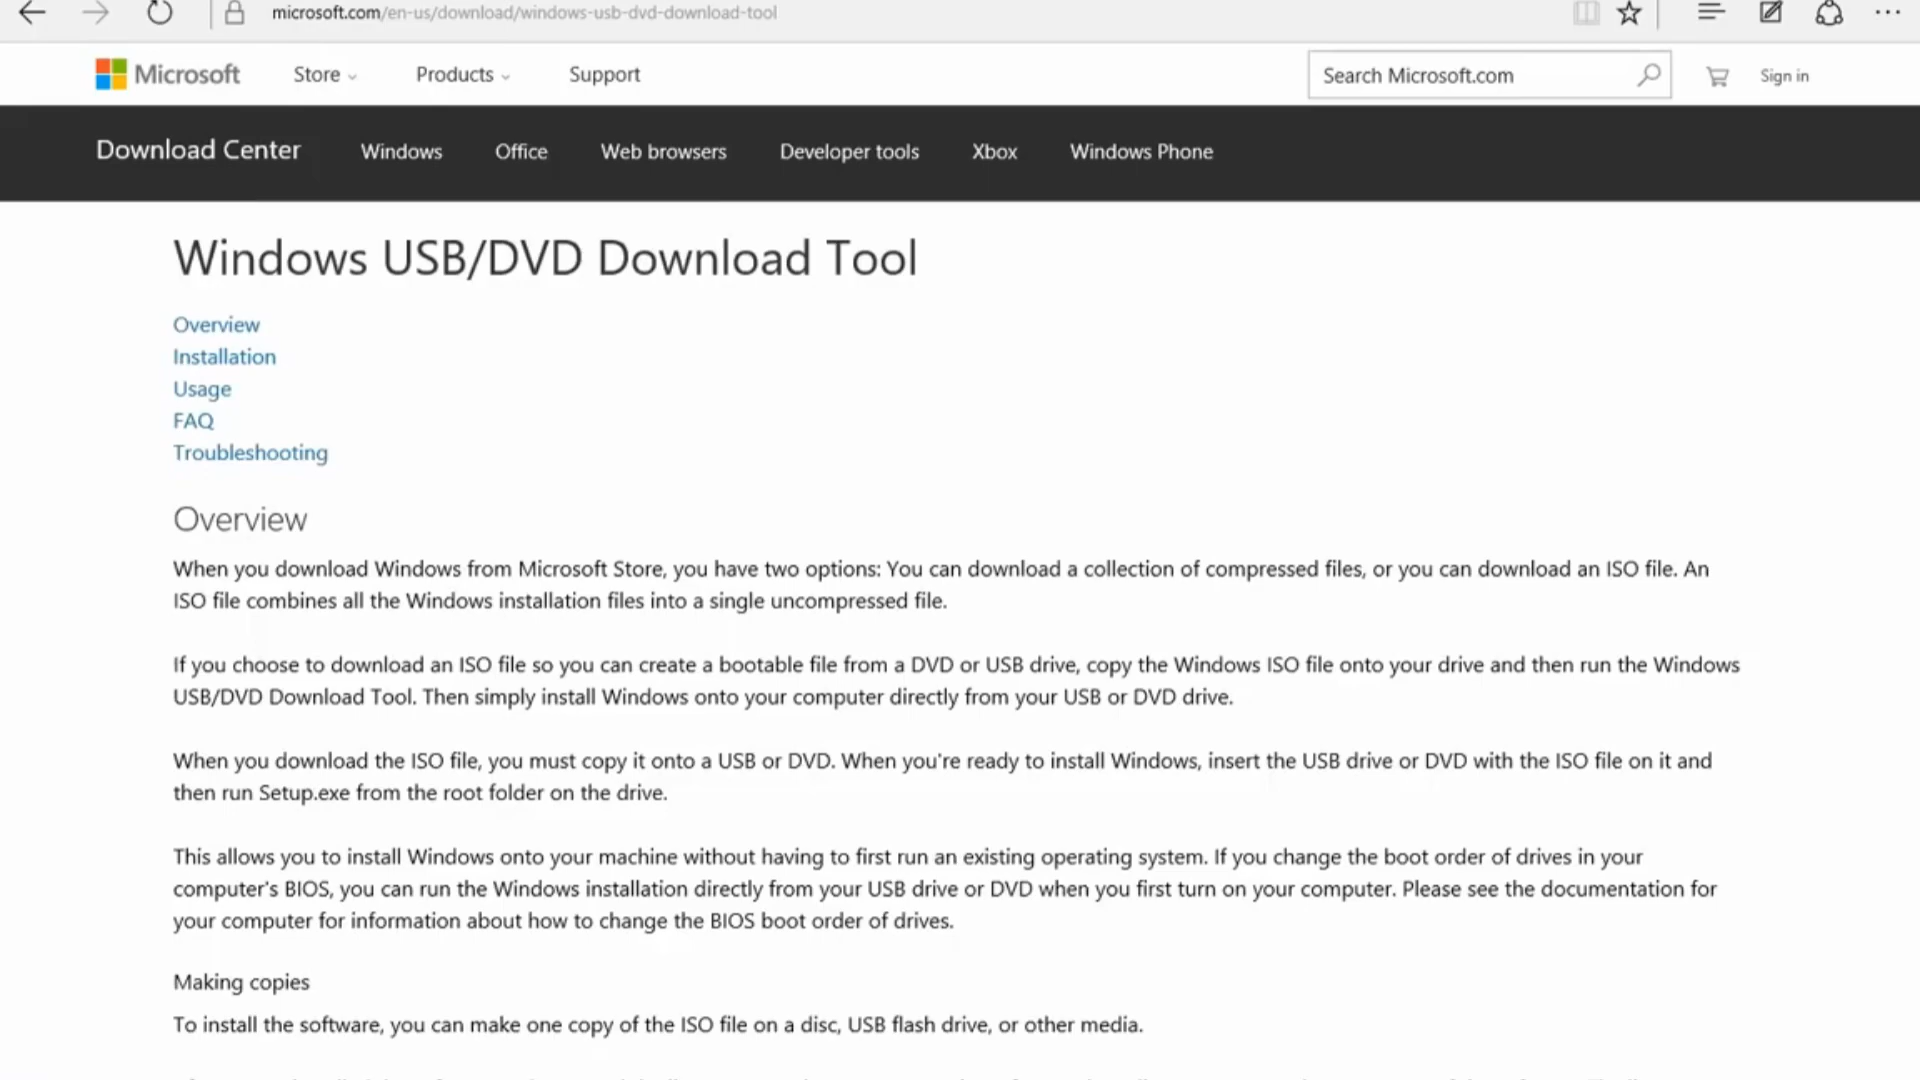 microsoft.com/en-us/download/windows-usb-dvd-download-tool
Microsoft Store Products Support Search Microsoft.com Sign in
Download Center Windows Office Web browsers Developer tools Xbox Windows Phone
Windows USB/DVD Download Tool
Overview
Installation
Usage
FAQ
Troubleshooting
Overview
When you download Windows from Microsoft Store, you have two options: You can download a collection of compressed files, or you can download an ISO file. An
ISO file combines all the Windows installation files into a single uncompressed file.
If you choose to download an ISO file so you can create a bootable file from a DVD or USB drive, copy the Windows ISO file onto your drive and then run the Windows
USB/DVD Download Tool. Then simply install Windows onto your computer directly from your USB or DVD drive.
When you download the ISO file, you must copy it onto a USB or DVD. When you're ready to install Windows, insert the USB drive or DVD with the ISO file on it and
then run Setup.exe from the root folder on the drive.
This allows you to install Windows onto your machine without having to first run an existing operating system. If you change the boot order of drives in your
computer's BIOS, you can run the Windows installation directly from your USB drive or DVD when you first turn on your computer. Please see the documentation for
your computer for information about how to change the BIOS boot order of drives.
Making copies
To install the software, you can make one copy of the ISO file on a disc, USB flash drive, or other media.